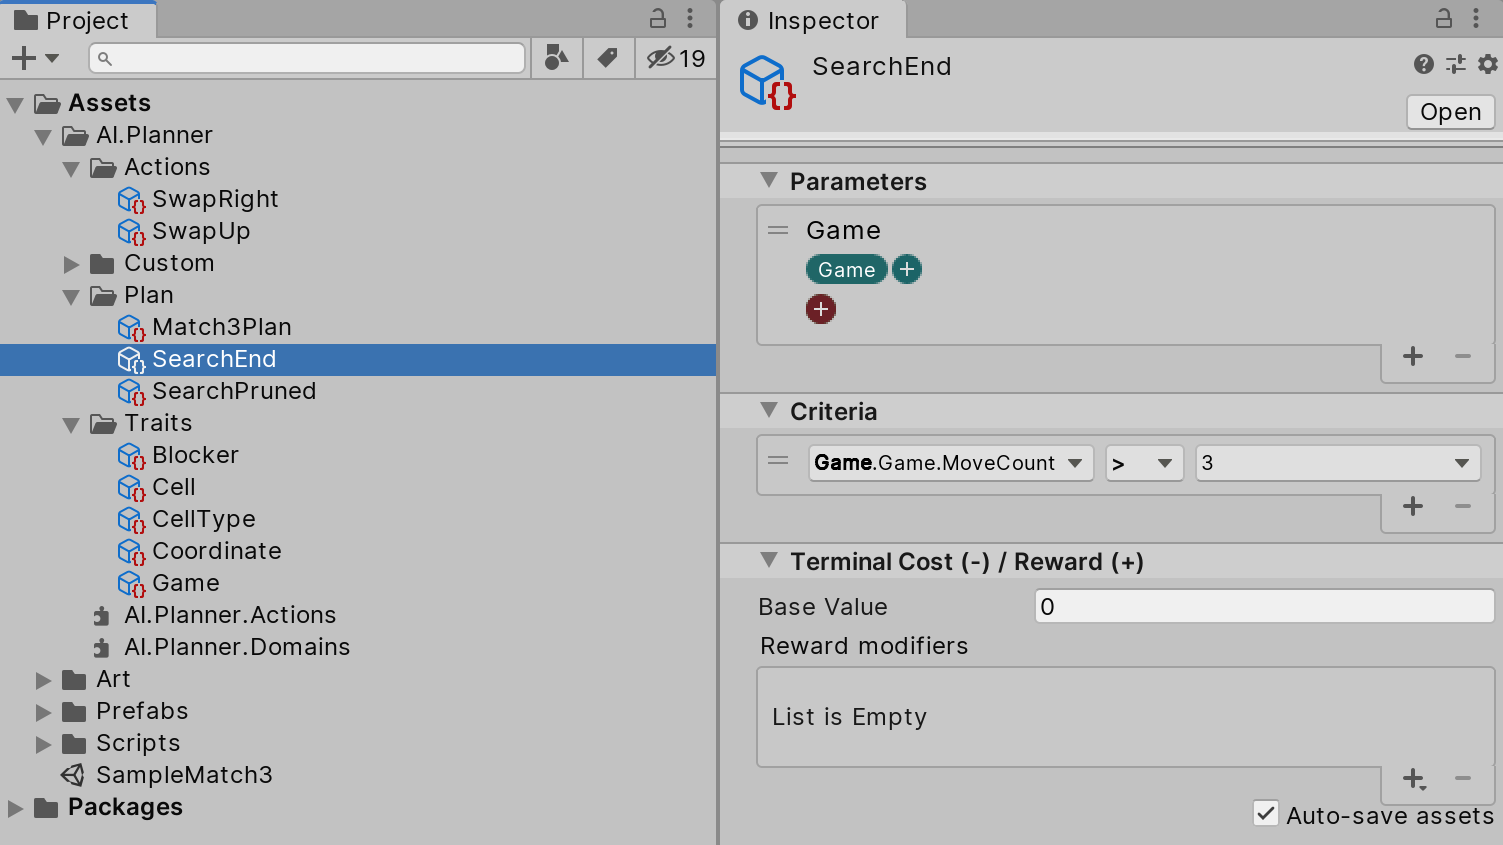 Project
19
Assets
AI.Planner
Actions
SwapRight
SwapUp
Custom
Plan
Match3Plan
SearchEnd
SearchPruned
Traits
Blocker
Cell
CellType
Coordinate
Game
AI.Planner.Actions
AI.Planner.Domains
Art
Prefabs
Scripts
SampleMatch3
Packages
Inspector
SearchEnd
Open
Parameters
Game
Game +
+
+ −
Criteria
Game.Game.MoveCount > 3
+ −
Terminal Cost (-) / Reward (+)
Base Value 0
Reward modifiers
List is Empty
+ −
Auto-save assets